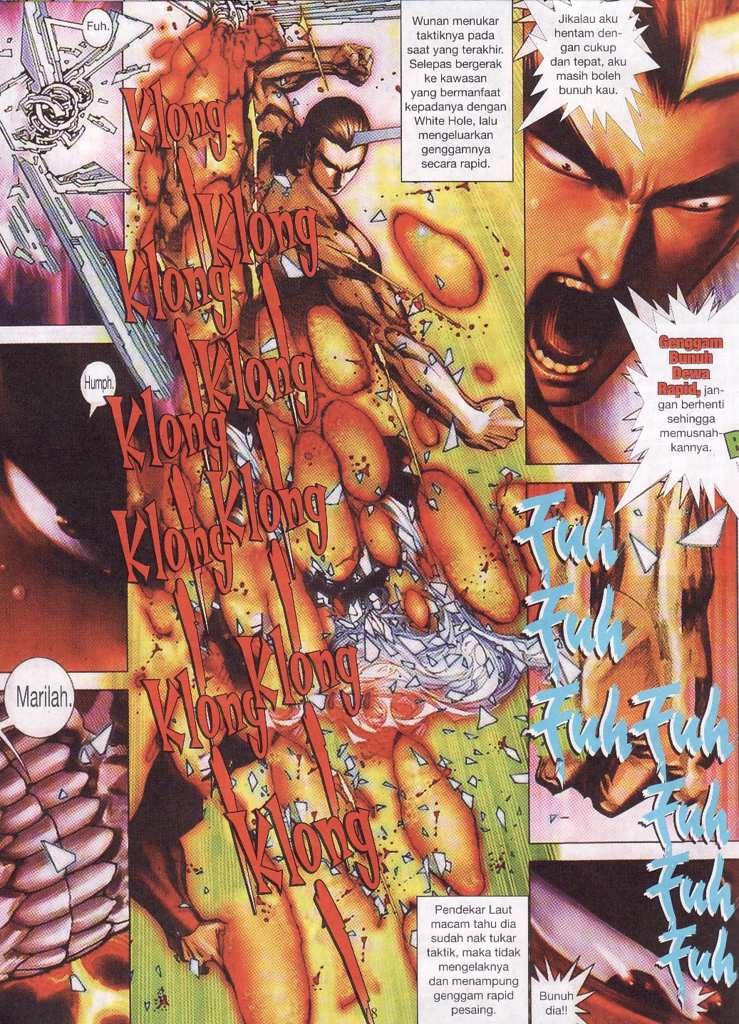 Fuh.
Wunan menukar
taktiknya pada
saat yang terakhir.
Selepas bergerak
ke kawasan
yang bermanfaat
kepadanya dengan
White Hole, lalu
mengeluarkan
genggamnya
secara rapid.
Jikalau aku
hentam den-
gan cukup
dan tepat, aku
masih boleh
bunuh kau.
Klong
Klong
Klong
Klong
Klong
Klong
Klong
Klong
Klong
Klong
Humph.
Genggam
Bunuh
Dewa
Rapid, jan-
gan berhenti
sehingga
memusnah-
kannya.
Fuh
Fuh
Fuh
Fuh
Fuh
Fuh
Fuh
Marilah.
Pendekar Laut
macam tahu dia
sudah nak tukar
taktik, maka tidak
mengelaknya
dan menampung
genggam rapid
pesaing.
Bunuh
dia!!